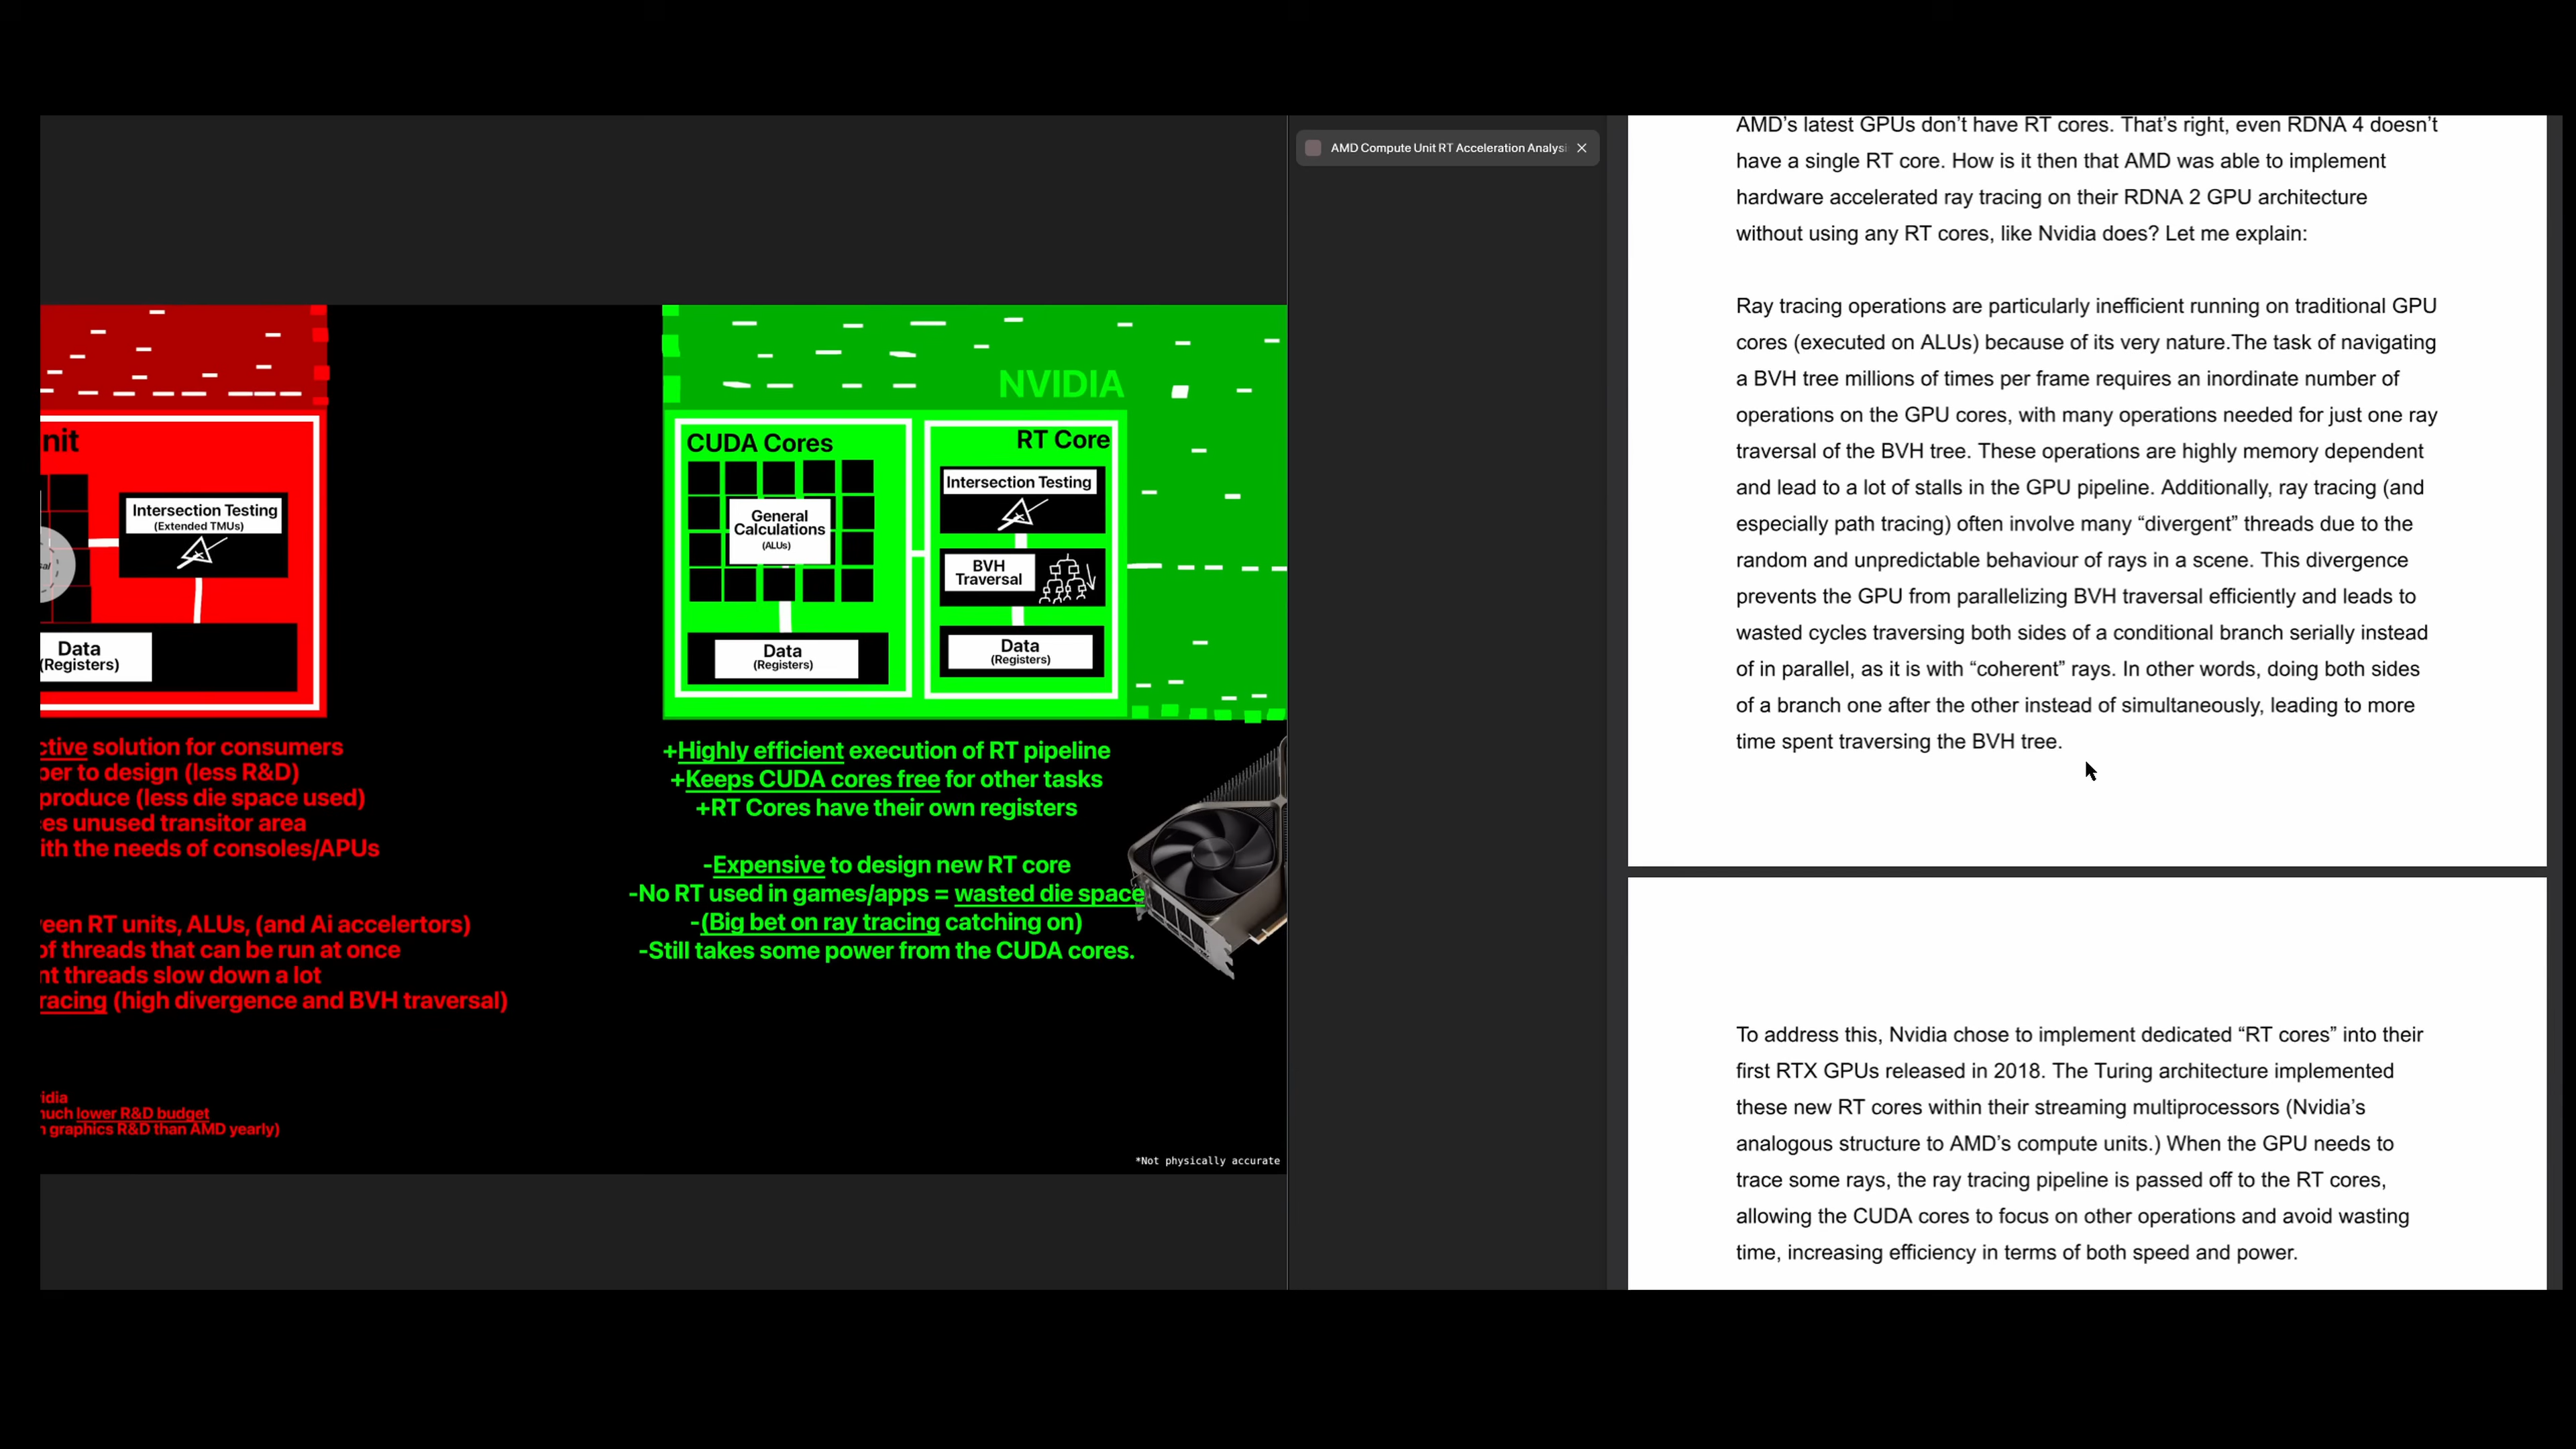 nit
Intersection Testing
(Extended TMUs)
Data
(Registers)
ctive solution for consumers
per to design (less R&D)
produce (less die space used)
es unused transitor area
ith the needs of consoles/APUs
veen RT units, ALUs, (and Ai accelertors)
of threads that can be run at once
nt threads slow down a lot
racing (high divergence and BVH traversal)
idia
much lower R&D budget
n graphics R&D than AMD yearly)
NVIDIA
CUDA Cores
General
Calculations
(ALUs)
Data
(Registers)
RT Core
Intersection Testing
BVH
Traversal
Data
(Registers)
+Highly efficient execution of RT pipeline
+Keeps CUDA cores free for other tasks
+RT Cores have their own registers
-Expensive to design new RT core
-No RT used in games/apps = wasted die space
-(Big bet on ray tracing catching on)
-Still takes some power from the CUDA cores.
*Not physically accurate
AMD Compute Unit RT Acceleration Analysi
AMD’s latest GPUs don’t have RT cores. That’s right, even RDNA 4 doesn’t
have a single RT core. How is it then that AMD was able to implement
hardware accelerated ray tracing on their RDNA 2 GPU architecture
without using any RT cores, like Nvidia does? Let me explain:
Ray tracing operations are particularly inefficient running on traditional GPU
cores (executed on ALUs) because of its very nature.The task of navigating
a BVH tree millions of times per frame requires an inordinate number of
operations on the GPU cores, with many operations needed for just one ray
traversal of the BVH tree. These operations are highly memory dependent
and lead to a lot of stalls in the GPU pipeline. Additionally, ray tracing (and
especially path tracing) often involve many “divergent” threads due to the
random and unpredictable behaviour of rays in a scene. This divergence
prevents the GPU from parallelizing BVH traversal efficiently and leads to
wasted cycles traversing both sides of a conditional branch serially instead
of in parallel, as it is with “coherent” rays. In other words, doing both sides
of a branch one after the other instead of simultaneously, leading to more
time spent traversing the BVH tree.
To address this, Nvidia chose to implement dedicated “RT cores” into their
first RTX GPUs released in 2018. The Turing architecture implemented
these new RT cores within their streaming multiprocessors (Nvidia’s
analogous structure to AMD’s compute units.) When the GPU needs to
trace some rays, the ray tracing pipeline is passed off to the RT cores,
allowing the CUDA cores to focus on other operations and avoid wasting
time, increasing efficiency in terms of both speed and power.